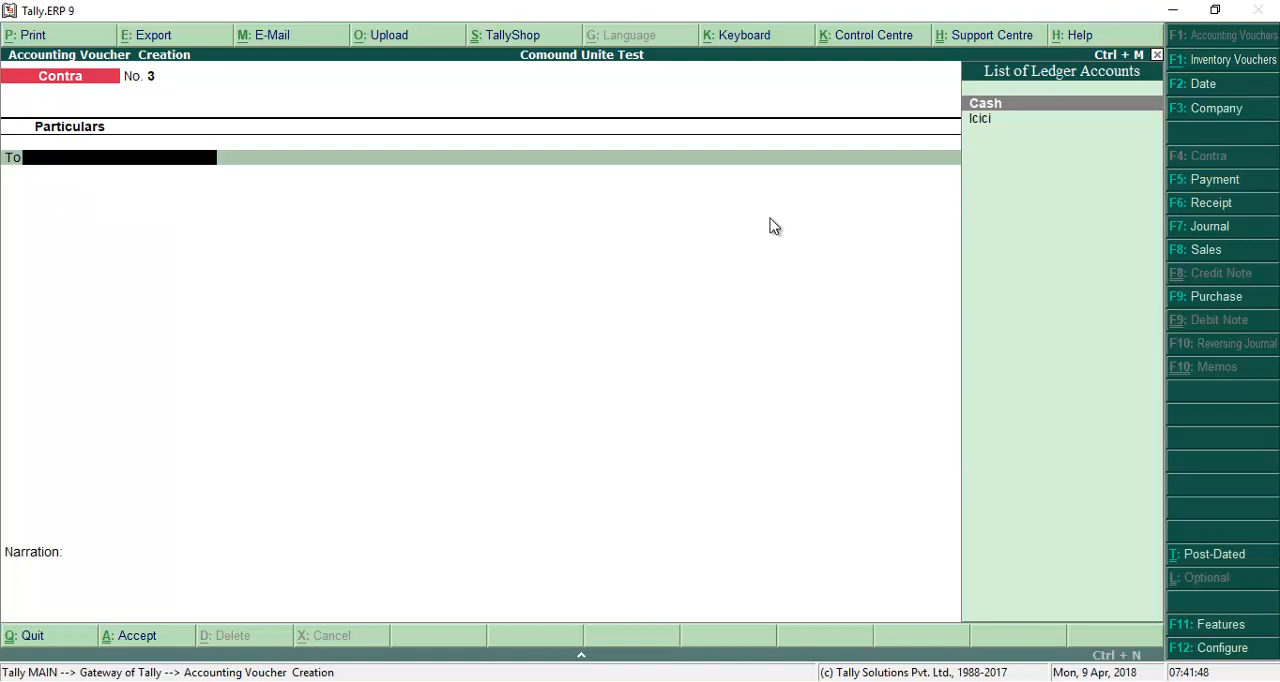 Tally.ERP 9
P: Print E: Export M: E-Mail O: Upload S: TallyShop G: Language K: Keyboard K: Control Centre H: Support Centre H: Help
Accounting Voucher Creation Comound Unite Test Ctrl + M
Contra No. 3
Particulars
To
Narration:
List of Ledger Accounts
Cash
Icici
F1: Accounting Vouchers
F1: Inventory Vouchers
F2: Date
F3: Company
F4: Contra
F5: Payment
F6: Receipt
F7: Journal
F8: Sales
F8: Credit Note
F9: Purchase
F9: Debit Note
F10: Reversing Journal
F10: Memos
T: Post-Dated
L: Optional
F11: Features
F12: Configure
Q: Quit A: Accept D: Delete X: Cancel
Ctrl + N
Tally MAIN --> Gateway of Tally --> Accounting Voucher Creation (c) Tally Solutions Pvt. Ltd., 1988-2017 Mon, 9 Apr, 2018 07:41:48